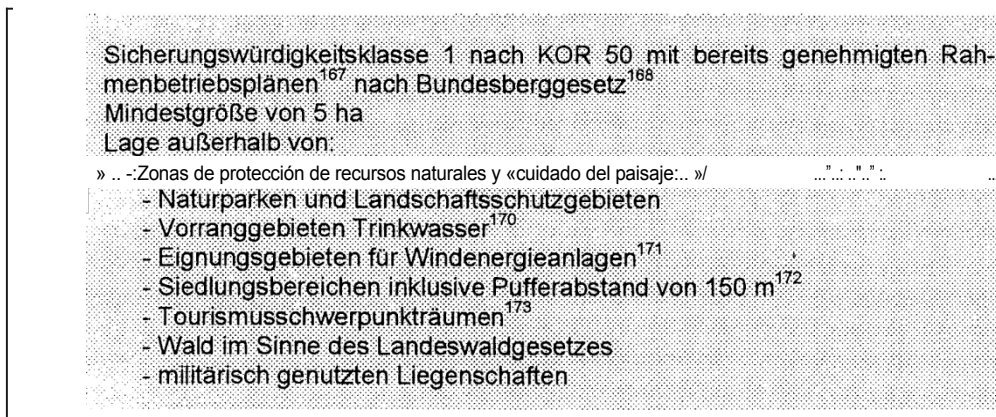 Sicherungswürdigkeitsklasse 1 nach KOR 50 mit bereits genehmigten Rah-
menbetriebsplänen167 nach Bundesberggesetz168
Mindestgröße von 5 ha
Lage außerhalb von:
» .. -:Zonas de protección de recursos naturales y «cuidado del paisaje:.. »/ ...”..: ..".." :. ..
- Naturparken und Landschaftsschutzgebieten
- Vorranggebieten Trinkwasser170
- Eignungsgebieten für Windenergieanlagen171
- Siedlungsbereichen inklusive Pufferabstand von 150 m172
- Tourismusschwerpunkträumen173
- Wald im Sinne des Landeswaldgesetzes
- militärisch genutzten Liegenschaften